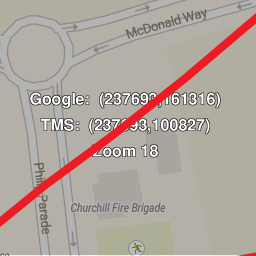 McDonald Way
Google: (237693,161316)
TMS: (237693,100827)
Zoom 18
Parade
Churchill Fire Brigade